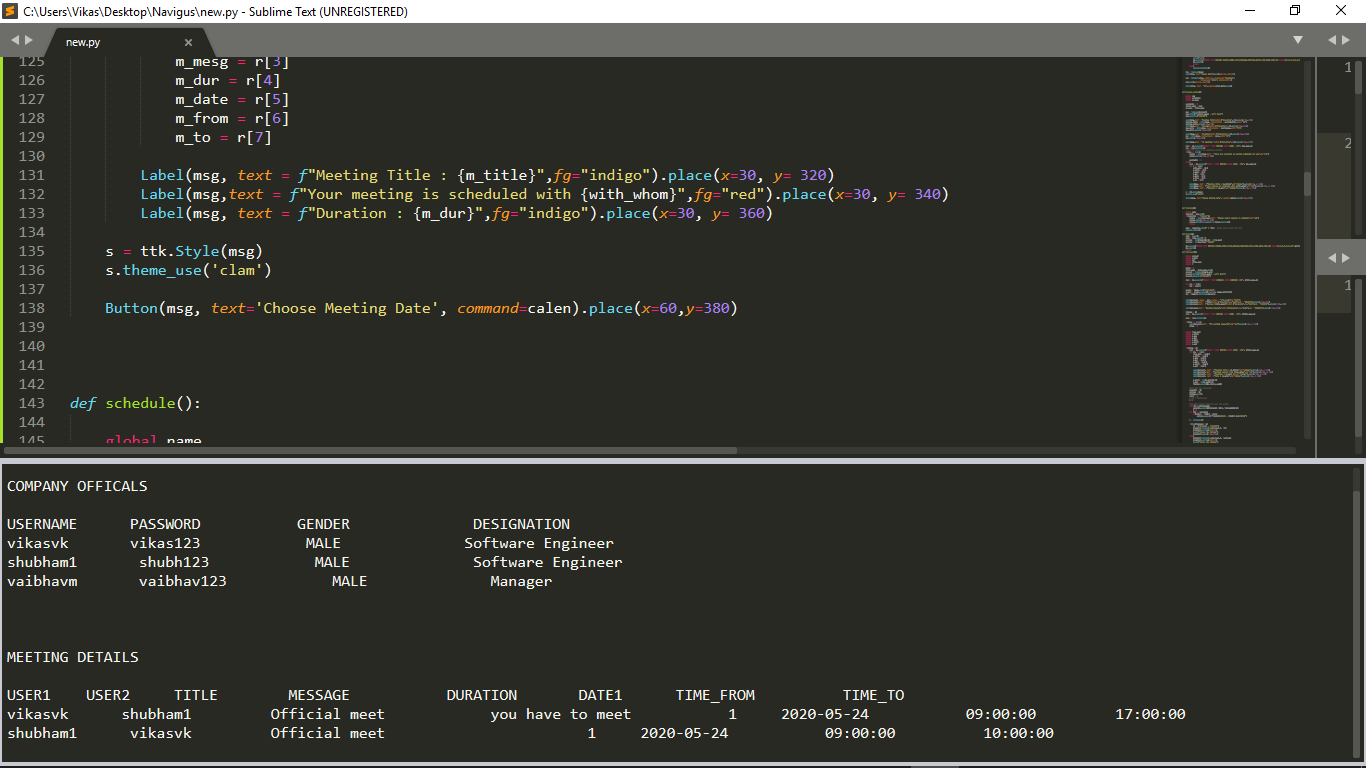 C:\Users\Vikas\Desktop\Navigus\new.py - Sublime Text (UNREGISTERED)
new.py
125 m_mesg = r[3]
126 m_dur = r[4]
127 m_date = r[5]
128 m_from = r[6]
129 m_to = r[7]
130
131 Label(msg, text = f"Meeting Title : {m_title}",fg="indigo").place(x=30, y= 320)
132 Label(msg,text = f"Your meeting is scheduled with {with_whom}",fg="red").place(x=30, y= 340)
133 Label(msg, text = f"Duration : {m_dur}",fg="indigo").place(x=30, y= 360)
134
135 s = ttk.Style(msg)
136 s.theme_use('clam')
137
138 Button(msg, text='Choose Meeting Date', command=calen).place(x=60,y=380)
139
140
141
142
143 def schedule():
144
145 global name
1
2
1
COMPANY OFFICALS
USERNAME PASSWORD GENDER DESIGNATION
vikasvk vikas123 MALE Software Engineer
shubham1 shubh123 MALE Software Engineer
vaibhavm vaibhav123 MALE Manager
MEETING DETAILS
USER1 USER2 TITLE MESSAGE DURATION DATE1 TIME_FROM TIME_TO
vikasvk shubham1 Official meet you have to meet 1 2020-05-24 09:00:00 17:00:00
shubham1 vikasvk Official meet 1 2020-05-24 09:00:00 10:00:00